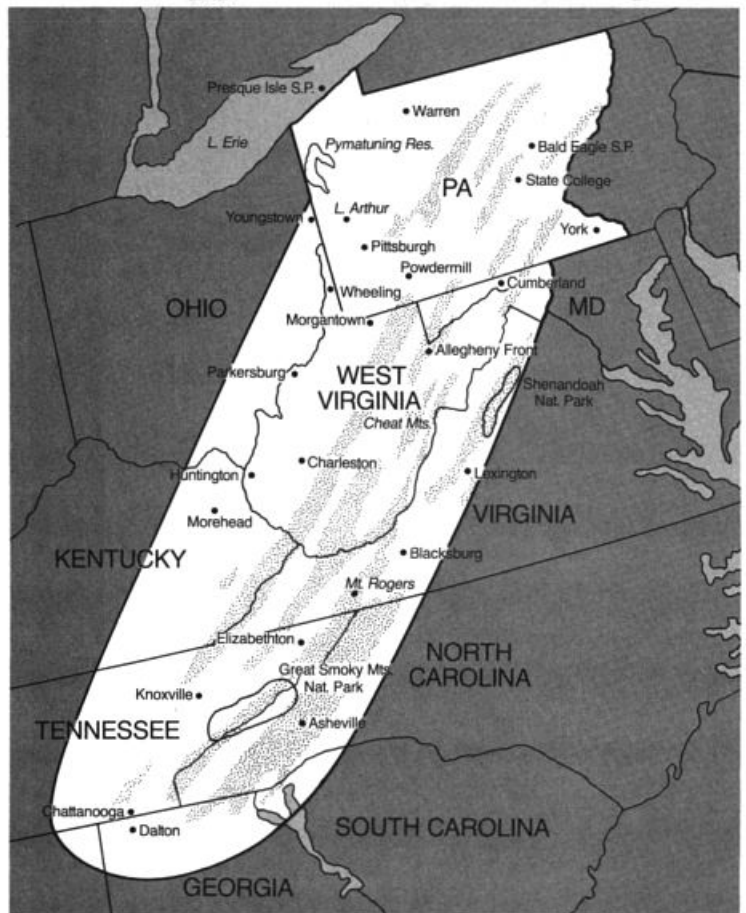 Presque Isle S.P.
Warren
L. Erie
Pymatuning Res.
Bald Eagle S.P.
PA
State College
Youngstown
L. Arthur
York
Pittsburgh
Powdermill
Cumberland
Wheeling
OHIO
MD
Morgantown
Allegheny Front
Parkersburg
WEST
VIRGINIA
Shenandoah
Nat. Park
Cheat Mts.
Charleston
Huntington
Lexington
Morehead
VIRGINIA
KENTUCKY
Blacksburg
Mt. Rogers
Elizabethton
NORTH
CAROLINA
Great Smoky Mts.
Nat. Park
Knoxville
Asheville
TENNESSEE
Chattanooga
Dalton
SOUTH CAROLINA
GEORGIA